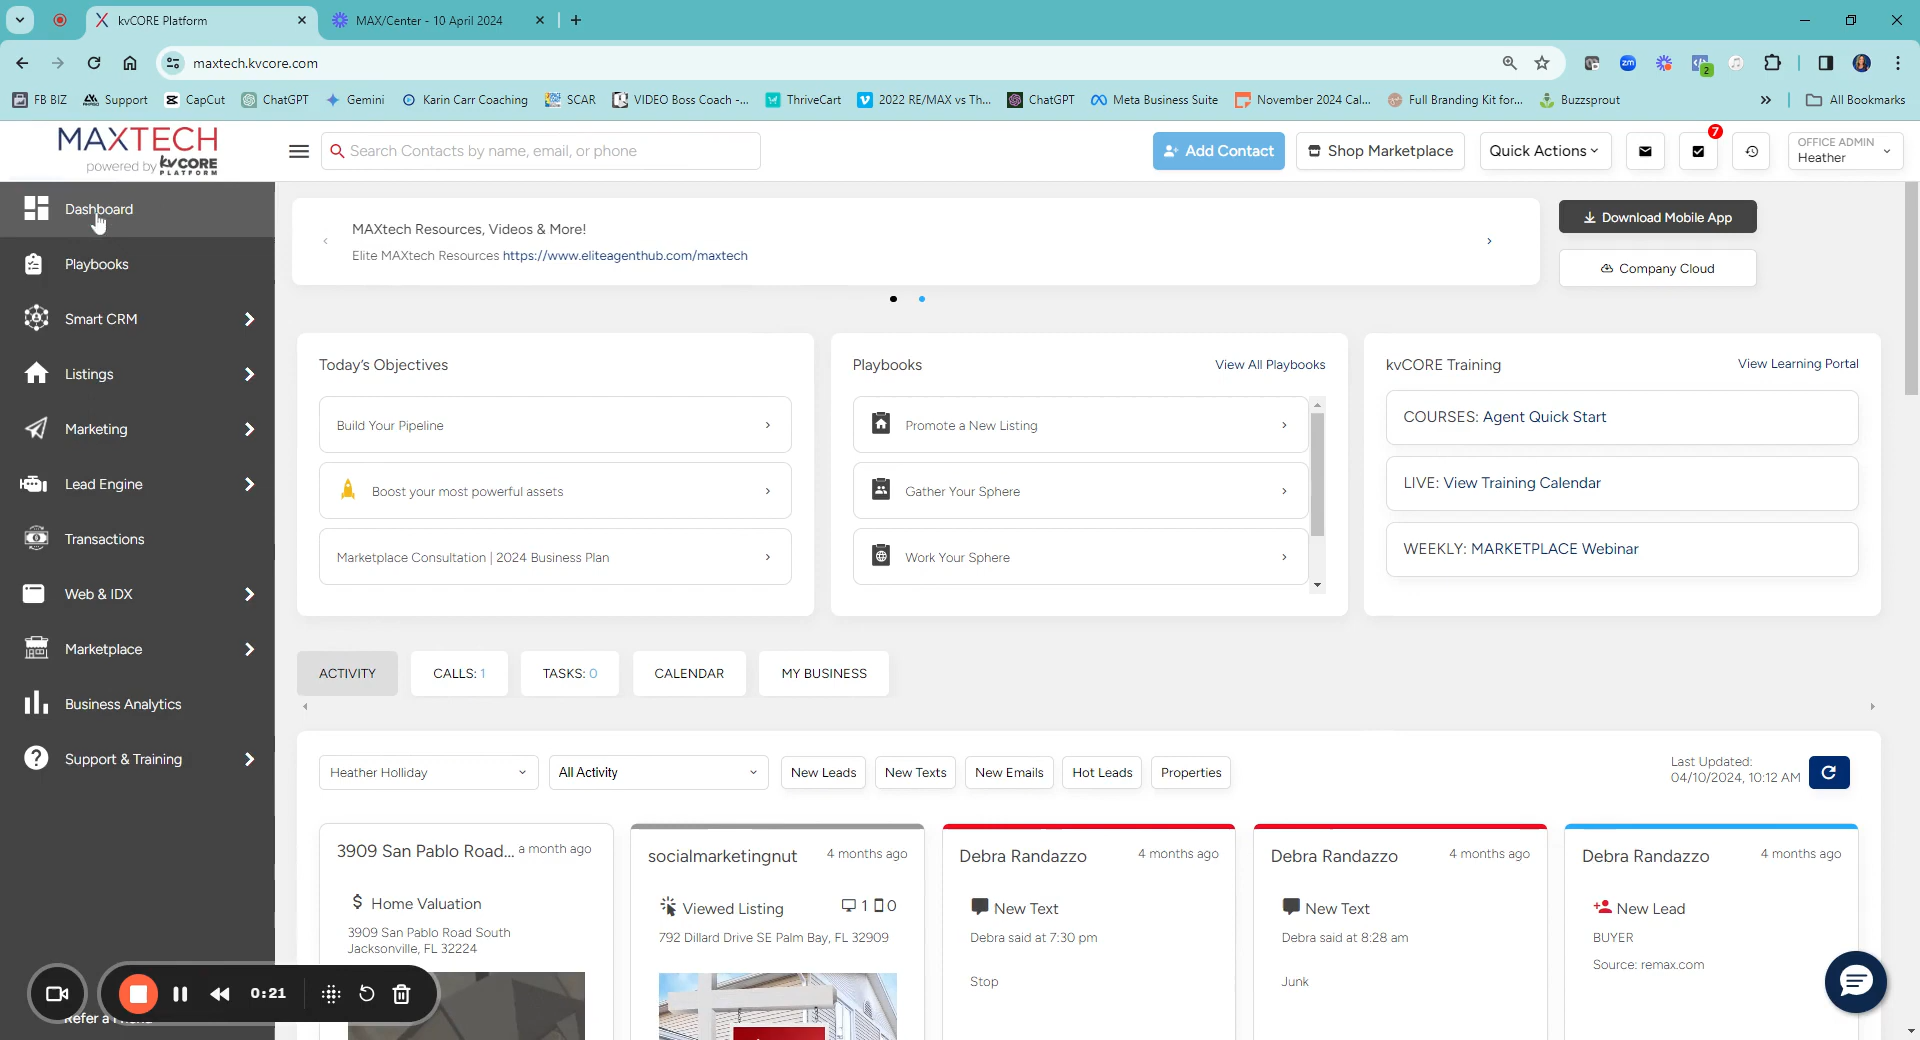 kvCORE Platform
MAX/Center - 10 April 2024
maxtech.kvcore.com
FB BIZ
Support
CapCut
ChatGPT
Gemini
Karin Carr Coaching
SCAR
VIDEO Boss Coach -...
ThriveCart
2022 RE/MAX vs Th...
ChatGPT
Meta Business Suite
November 2024 Cal...
Full Branding Kit for...
Buzzsprout
All Bookmarks
MAXTECH
powered by kvCORE
PLATFORM
Search Contacts by name, email, or phone
Add Contact
Shop Marketplace
Quick Actions
7
OFFICE ADMIN
Heather
Dashboard
Playbooks
Smart CRM
Listings
Marketing
Lead Engine
Transactions
Web & IDX
Marketplace
Business Analytics
Support & Training
MAXtech Resources, Videos & More!
Elite MAXtech Resources https://www.eliteagenthub.com/maxtech
Download Mobile App
Company Cloud
Today's Objectives
Build Your Pipeline
Boost your most powerful assets
Marketplace Consultation | 2024 Business Plan
Playbooks
View All Playbooks
Promote a New Listing
Gather Your Sphere
Work Your Sphere
kvCORE Training
View Learning Portal
COURSES: Agent Quick Start
LIVE: View Training Calendar
WEEKLY: MARKETPLACE Webinar
ACTIVITY
CALLS: 1
TASKS: 0
CALENDAR
MY BUSINESS
Heather Holliday
All Activity
New Leads
New Texts
New Emails
Hot Leads
Properties
Last Updated:
04/10/2024, 10:12 AM
3909 San Pablo Road... a month ago
Home Valuation
3909 San Pablo Road South
Jacksonville, FL 32224
socialmarketingnut 4 months ago
Viewed Listing 1 0
792 Dillard Drive SE Palm Bay, FL 32909
Debra Randazzo 4 months ago
New Text
Debra said at 7:30 pm
Stop
Debra Randazzo 4 months ago
New Text
Debra said at 8:28 am
Junk
Debra Randazzo 4 months ago
New Lead
BUYER
Source: remax.com
0:21
Refer a